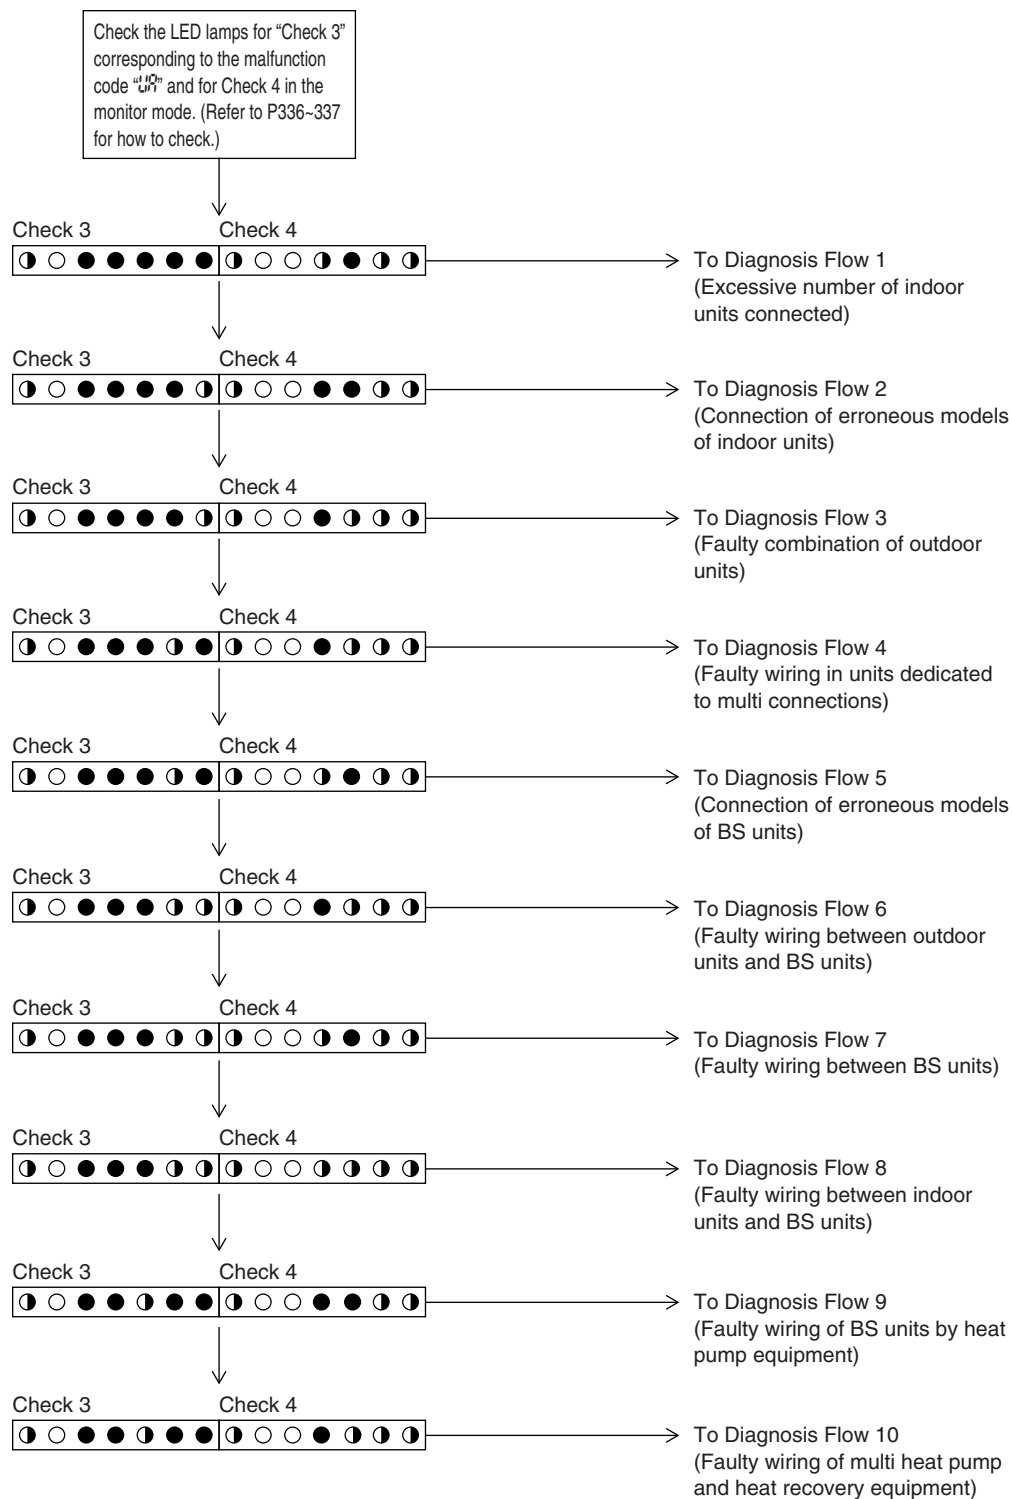 Check the LED lamps for “Check 3”
corresponding to the malfunction
code “UA” and for Check 4 in the
monitor mode. (Refer to P336~337
for how to check.)
Check 3 Check 4
To Diagnosis Flow 1
(Excessive number of indoor
units connected)
Check 3 Check 4
To Diagnosis Flow 2
(Connection of erroneous models
of indoor units)
Check 3 Check 4
To Diagnosis Flow 3
(Faulty combination of outdoor
units)
Check 3 Check 4
To Diagnosis Flow 4
(Faulty wiring in units dedicated
to multi connections)
Check 3 Check 4
To Diagnosis Flow 5
(Connection of erroneous models
of BS units)
Check 3 Check 4
To Diagnosis Flow 6
(Faulty wiring between outdoor
units and BS units)
Check 3 Check 4
To Diagnosis Flow 7
(Faulty wiring between BS units)
Check 3 Check 4
To Diagnosis Flow 8
(Faulty wiring between indoor
units and BS units)
Check 3 Check 4
To Diagnosis Flow 9
(Faulty wiring of BS units by heat
pump equipment)
Check 3 Check 4
To Diagnosis Flow 10
(Faulty wiring of multi heat pump
and heat recovery equipment)